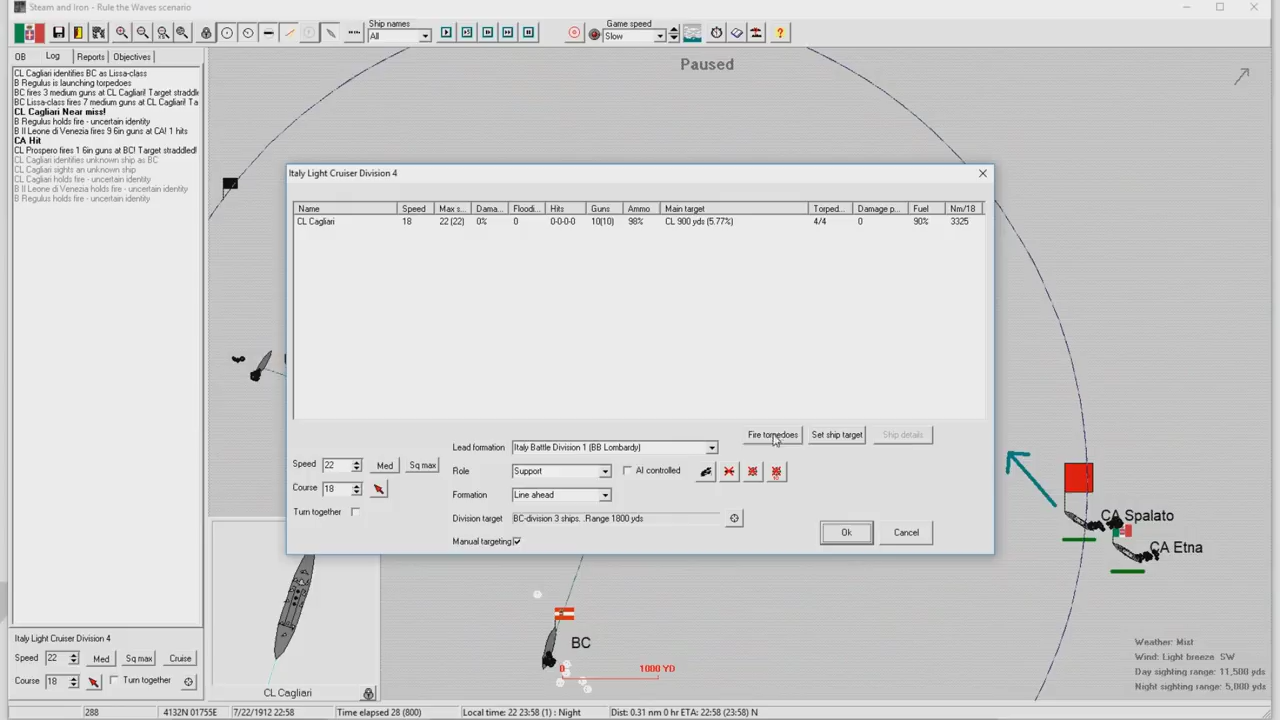 Steam and Iron - Rule the Waves scenario
Ship names
All
Game speed
Slow
OB Log Reports Objectives
CL Cagliari identifies BC as Lissa-class
B Regulus is launching torpedoes
BC fires 3 medium guns at CL Cagliari! Target straddle
BC Lissa-class fires 7 medium guns at CL Cagliari! Ta
CL Cagliari Near miss!
B Regulus holds fire - uncertain identity
B Il Leone di Venezia fires 9 6in guns at CA! 1 hits
CA Hit
CL Prospero fires 1 6in guns at BC! Target straddled!
CL Cagliari identifies unknown ship as BC
CL Cagliari sights an unknown ship
CL Cagliari holds fire - uncertain identity
B Il Leone di Venezia holds fire - uncertain identity
B Regulus holds fire - uncertain identity
Paused
Italy Light Cruiser Division 4
Name Speed Max s... Dama... Floodi... Hits Guns Ammo Main target Torped... Damage p... Fuel Nm/18
CL Cagliari 18 22 (22) 0% 0 0-0-0-0 10(10) 98% CL 900 yds (5.77%) 4/4 0 90% 3325
Fire torpedoes Set ship target Ship details
Lead formation Italy Battle Division 1 (BB Lombardy)
Speed 22 Med Sq max
Role Support AI controlled
Course 18
Formation Line ahead
Turn together
Division target BC-division 3 ships. .Range 1800 yds
Manual targeting
Ok Cancel
CA Spalato
CA Etna
BC
1000 YD
Weather: Mist
Wind: Light breeze SW
Day sighting range: 11,500 yds
Night sighting range: 5,000 yds
Italy Light Cruiser Division 4
Speed 22 Med Sq max Cruise
Course 18 Turn together
CL Cagliari
288 4132N 01755E 7/22/1912 22:58 Time elapsed 28 (800) Local time: 22 23:58 (1) : Night Dist: 0.31 nm 0 hr ETA: 22:58 (23:58) N